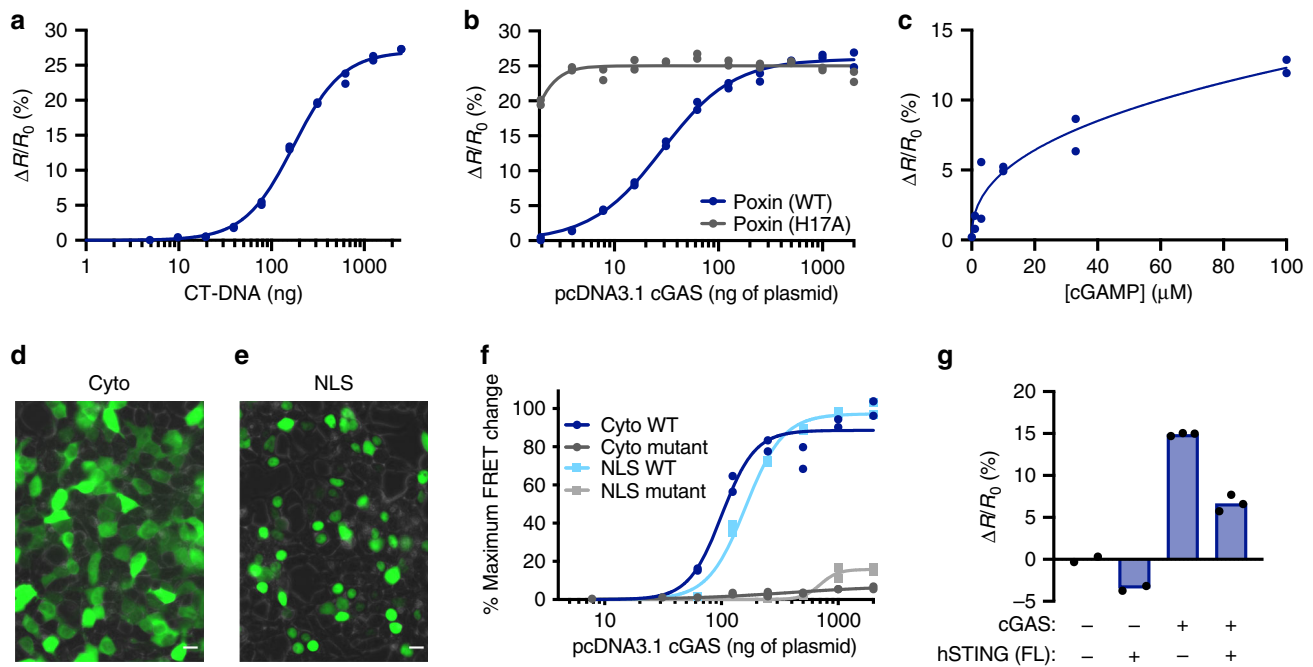 a
30
25
20
15
10
5
0
ΔR/R0 (%)
1
10
100
1000
CT-DNA (ng)
b
30
25
20
15
10
5
0
ΔR/R0 (%)
Poxin (WT)
Poxin (H17A)
10
100
1000
pcDNA3.1 cGAS (ng of plasmid)
c
15
10
5
0
ΔR/R0 (%)
0
20
40
60
80
100
[cGAMP] (μM)
d
Cyto
e
NLS
f
100
80
60
40
20
0
% Maximum FRET change
Cyto WT
Cyto mutant
NLS WT
NLS mutant
10
100
1000
pcDNA3.1 cGAS (ng of plasmid)
g
20
15
10
5
0
−5
ΔR/R0 (%)
cGAS: − − + +
hSTING (FL): − + − +